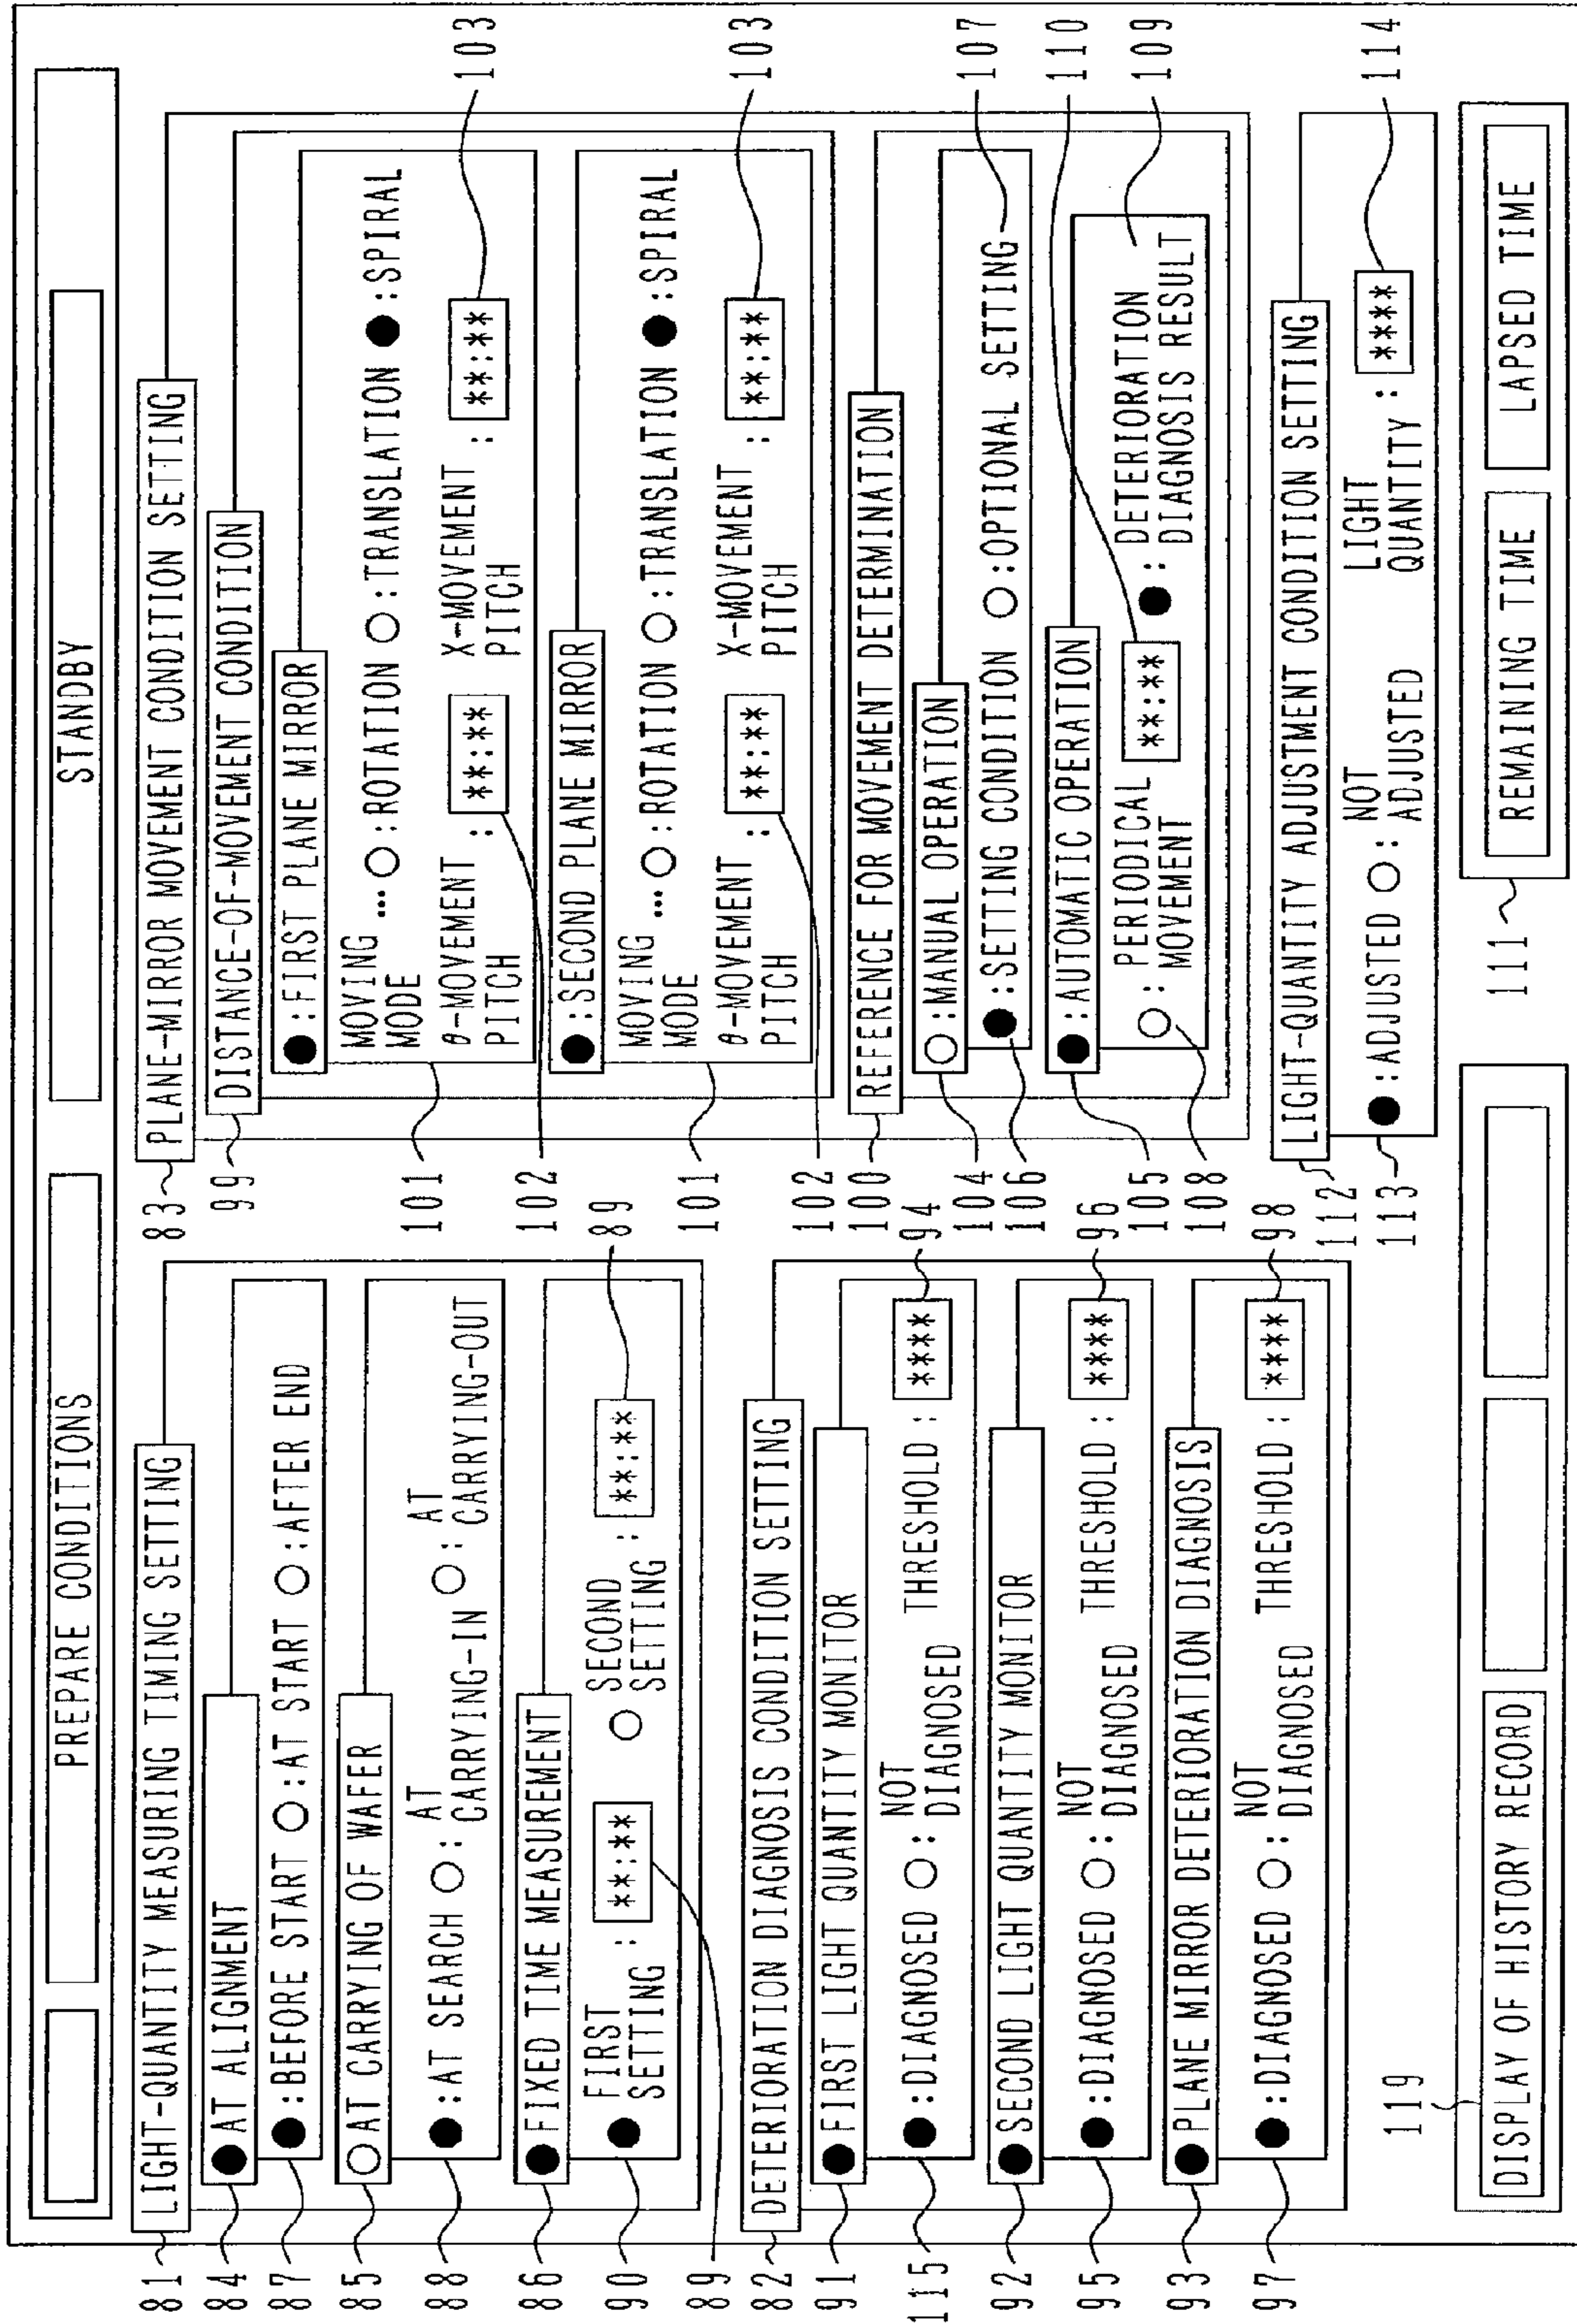 PREPARE CONDITIONS
STANDBY
81
LIGHT-QUANTITY MEASURING TIMING SETTING
84
● AT ALIGNMENT
87
●:BEFORE START ○:AT START ○:AFTER END
85
○AT CARRYING OF WAFER
88
●:AT SEARCH ○: AT
CARRYING-IN ○: AT
CARRYING-OUT
86
● FIXED TIME MEASUREMENT
90
● FIRST
SETTING : **:**
○ SECOND
SETTING : **:**
89
89
82
DETERIORATION DIAGNOSIS CONDITION SETTING
91
● FIRST LIGHT QUANTITY MONITOR
115
●:DIAGNOSED ○: NOT
DIAGNOSED
THRESHOLD : ****
94
92
● SECOND LIGHT QUANTITY MONITOR
95
●:DIAGNOSED ○: NOT
DIAGNOSED
THRESHOLD : ****
96
93
● PLANE MIRROR DETERIORATION DIAGNOSIS
97
●:DIAGNOSED ○: NOT
DIAGNOSED
THRESHOLD : ****
98
83
PLANE-MIRROR MOVEMENT CONDITION SETTING
99
DISTANCE-OF-MOVEMENT CONDITION
●:FIRST PLANE MIRROR
101
MOVING
MODE …○:ROTATION ○:TRANSLATION ●:SPIRAL
θ-MOVEMENT
PITCH : **:**
102
X-MOVEMENT
PITCH : **:**
103
●:SECOND PLANE MIRROR
101
MOVING
MODE …○:ROTATION ○:TRANSLATION ●:SPIRAL
θ-MOVEMENT
PITCH : **:**
102
X-MOVEMENT
PITCH : **:**
103
100
REFERENCE FOR MOVEMENT DETERMINATION
104
○:MANUAL OPERATION
106
●:SETTING CONDITION ○:OPTIONAL SETTING
107
105
●:AUTOMATIC OPERATION
108
○: PERIODICAL
MOVEMENT **:**
110
●: DETERIORATION
DIAGNOSIS RESULT
109
112
LIGHT-QUANTITY ADJUSTMENT CONDITION SETTING
113
●:ADJUSTED ○: NOT
ADJUSTED
LIGHT
QUANTITY : ****
114
119
DISPLAY OF HISTORY RECORD
111
REMAINING TIME
LAPSED TIME